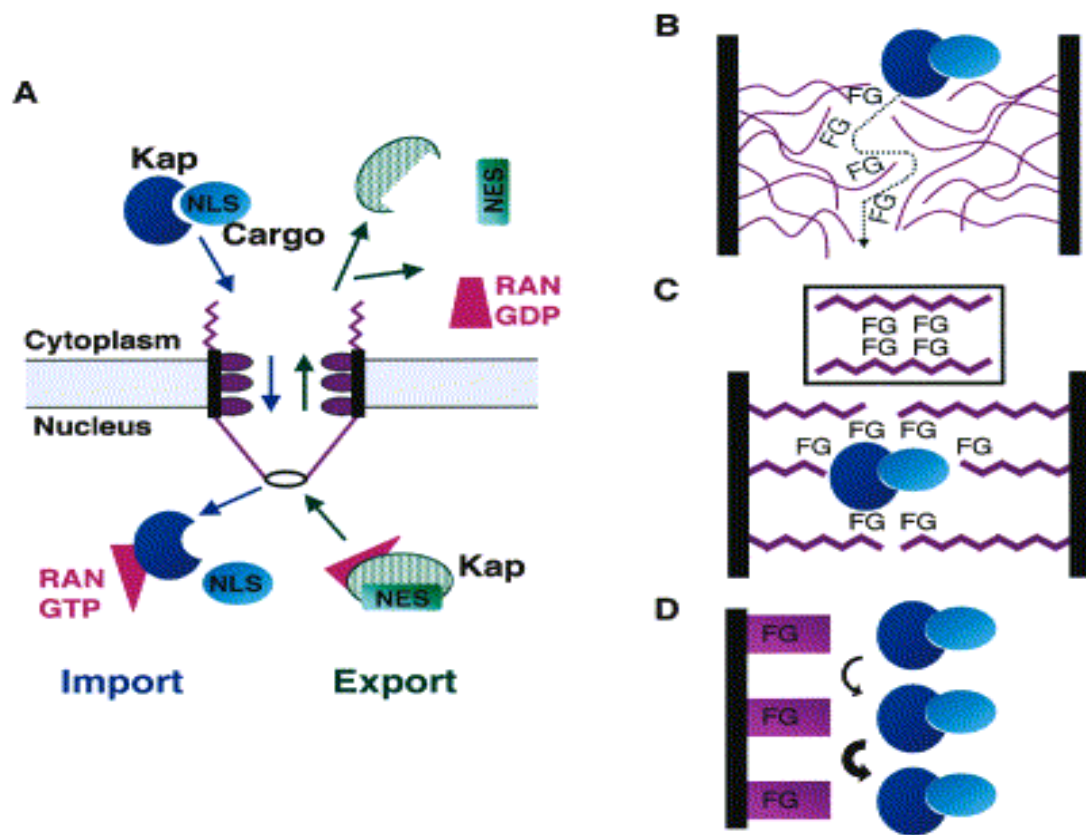 A
Kap
NLS
Cargo
NES
RAN
GDP
Cytoplasm
Nucleus
RAN
GTP
NLS
Kap
NES
Import
Export
B
FG
FG
FG
FG
C
FG FG
FG FG
FG FG
FG
FG
FG FG
D
FG
FG
FG